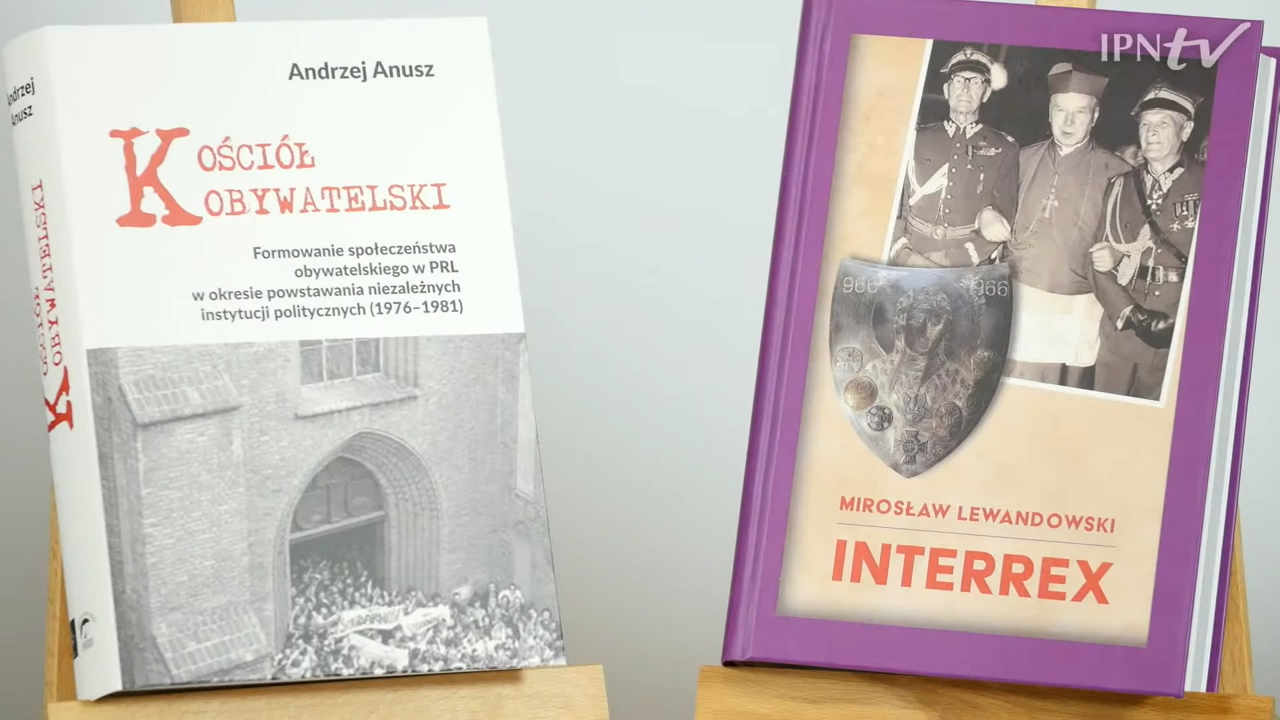 Andrzej
Anusz
KOŚCIÓŁ
OBYWATELSKI
Andrzej Anusz
KOŚCIÓŁ
OBYWATELSKI
Formowanie społeczeństwa
obywatelskiego w PRL
w okresie powstawania niezależnych
instytucji politycznych (1976–1981)
IPNtv
966
966
MIROSŁAW LEWANDOWSKI
INTERREX